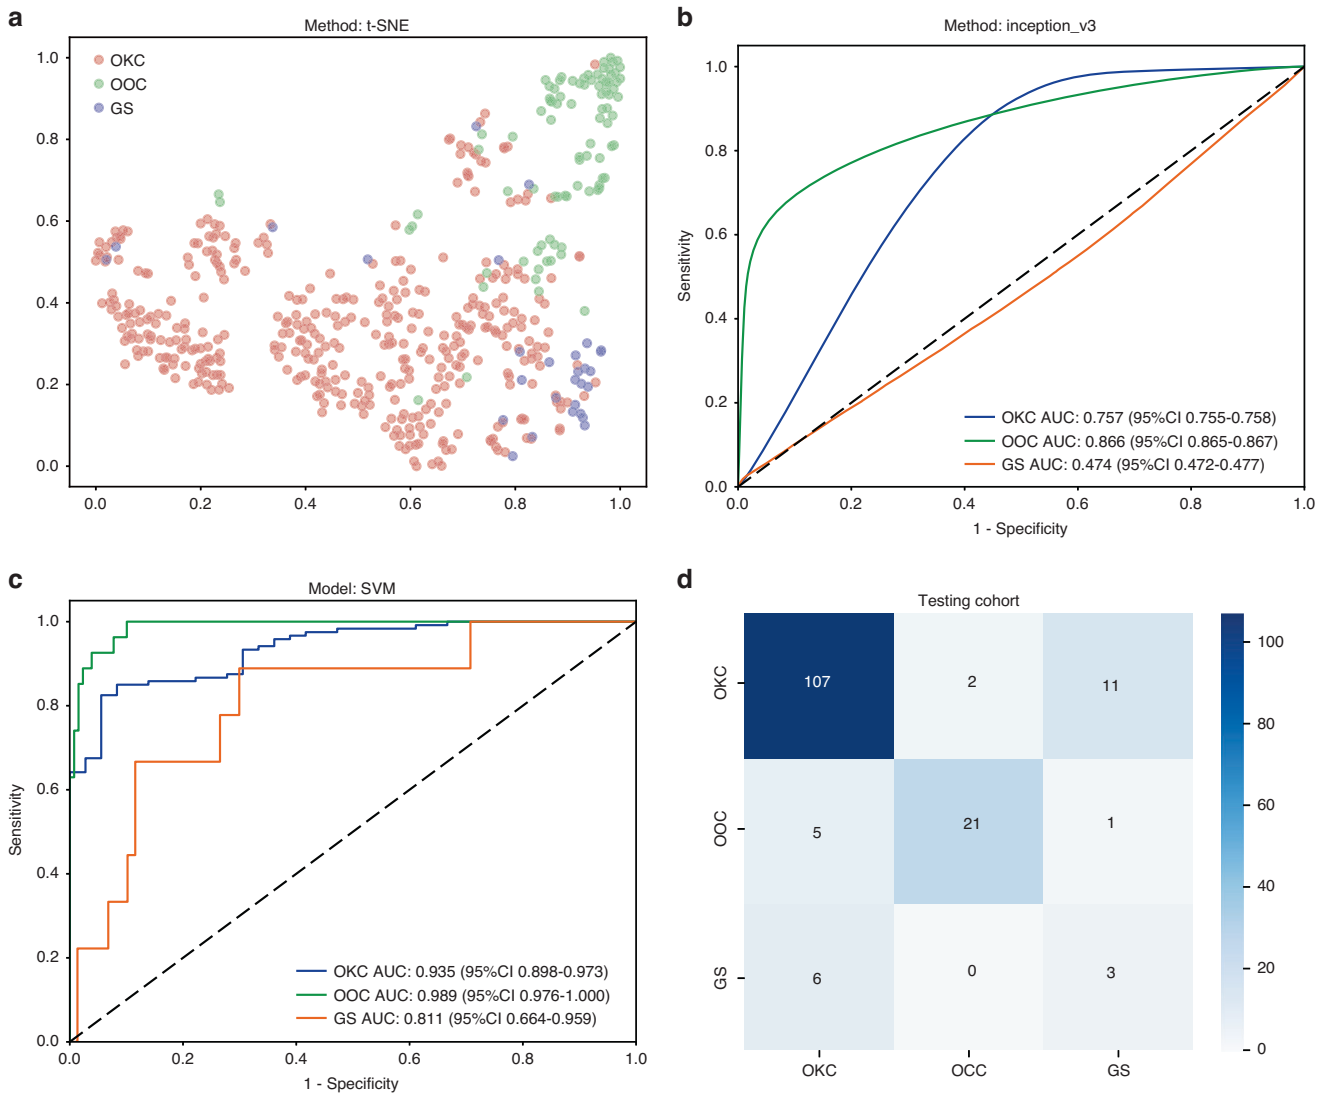 a
Method: t-SNE
1.0
0.8
0.6
0.4
0.2
0.0
OKC
OOC
GS
0.0 0.2 0.4 0.6 0.8 1.0
b
Method: inception_v3
Sensitivity
1.0
0.8
0.6
0.4
0.2
0.0
OKC AUC: 0.757 (95%CI 0.755-0.758)
OOC AUC: 0.866 (95%CI 0.865-0.867)
GS AUC: 0.474 (95%CI 0.472-0.477)
0.0 0.2 0.4 0.6 0.8 1.0
1 - Specificity
c
Model: SVM
Sensitivity
1.0
0.8
0.6
0.4
0.2
0.0
OKC AUC: 0.935 (95%CI 0.898-0.973)
OOC AUC: 0.989 (95%CI 0.976-1.000)
GS AUC: 0.811 (95%CI 0.664-0.959)
0.0 0.2 0.4 0.6 0.8 1.0
1 - Specificity
d
Testing cohort
OKC 107 2 11
OOC 5 21 1
GS 6 0 3
OKC OCC GS
100
80
60
40
20
0